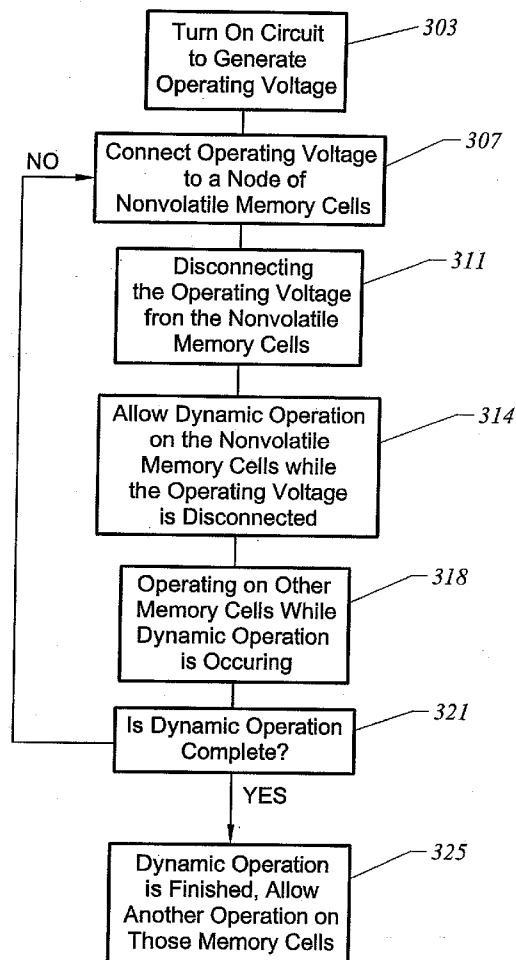 Turn On Circuit
to Generate
Operating Voltage
303
NO
Connect Operating Voltage
to a Node of
Nonvolatile Memory Cells
307
Disconnecting
the Operating Voltage
fron the Nonvolatile
Memory Cells
311
Allow Dynamic Operation
on the Nonvolatile
Memory Cells while
the Operating Voltage
is Disconnected
314
Operating on Other
Memory Cells While
Dynamic Operation
is Occuring
318
Is Dynamic Operation
Complete?
321
YES
Dynamic Operation
is Finished, Allow
Another Operation on
Those Memory Cells
325